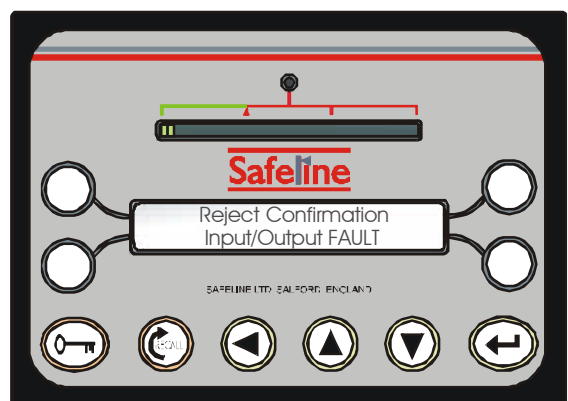 Safeline
Reject Confirmation
Input/Output FAULT
SAFELINE LTD SALFORD ENGLAND
RECALL